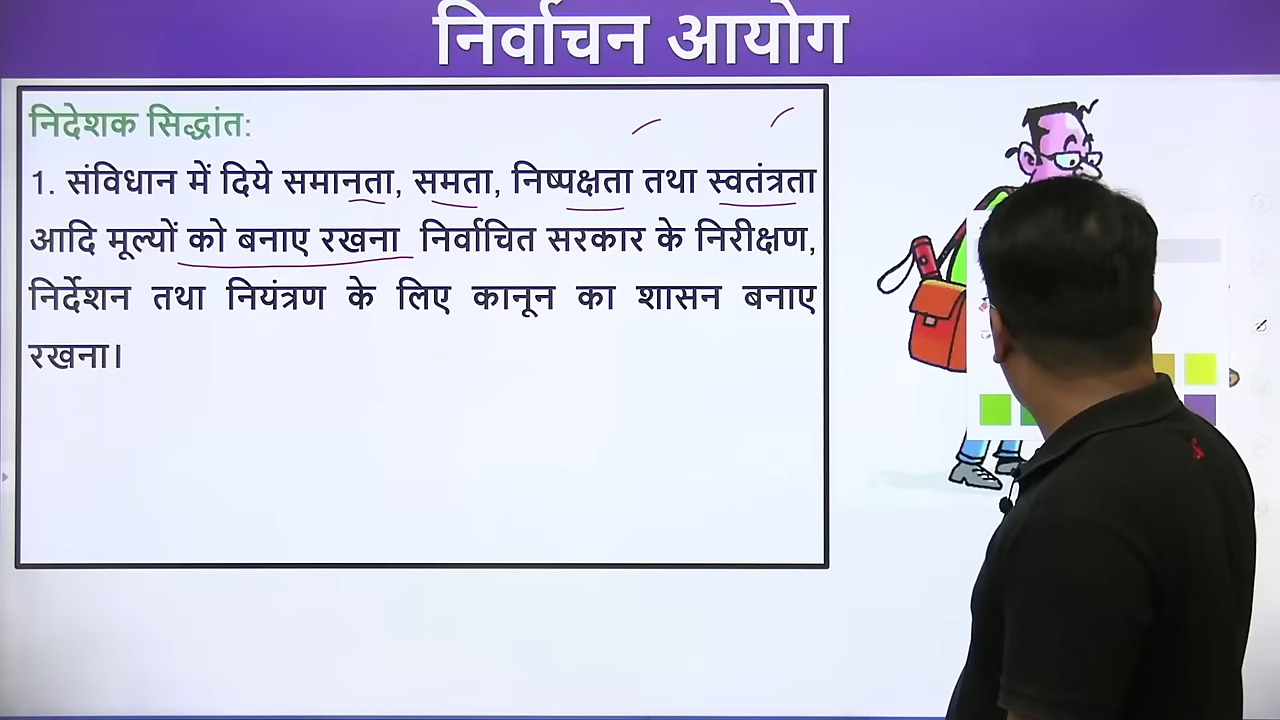 निर्वाचन आयोग
निदेशक सिद्धांत:
1. संविधान में दिये समानता, समता, निष्पक्षता तथा स्वतंत्रता
आदि मूल्यों को बनाए रखना निर्वाचित सरकार के निरीक्षण,
निर्देशन तथा नियंत्रण के लिए कानून का शासन बनाए
रखना।